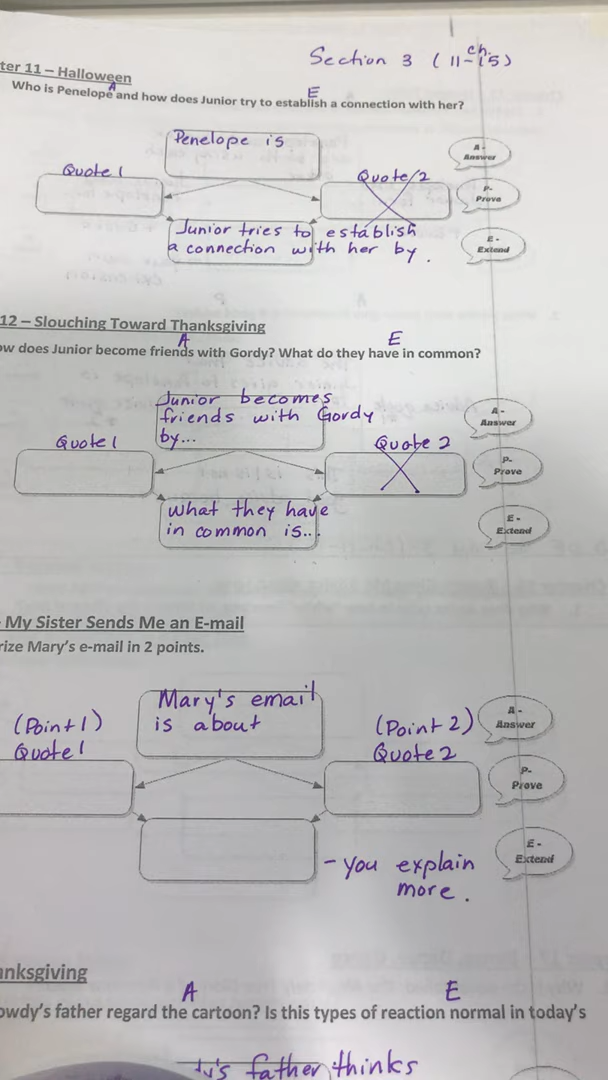 Section 3 ( 11-15)
ch.
ter 11 – Halloween
A E
Who is Penelope and how does Junior try to establish a connection with her?
Penelope is
A-
Answer
Quote 1
Quote 2
P-
Prove
Junior tries to establish
a connection with her by.
E-
Extend
12 – Slouching Toward Thanksgiving
A E
ow does Junior become friends with Gordy? What do they have in common?
Junior becomes
friends with Gordy
by...
A-
Answer
Quote 1
Quote 2
P-
Prove
What they have
in common is...
E-
Extend
- My Sister Sends Me an E-mail
rize Mary's e-mail in 2 points.
Mary's email
is about
A-
Answer
(Point 1)
Quote 1
(Point 2)
Quote 2
P-
Prove
E-
Extend
- you explain
more.
anksgiving
A E
owdy's father regard the cartoon? Is this types of reaction normal in today's
dy's father thinks